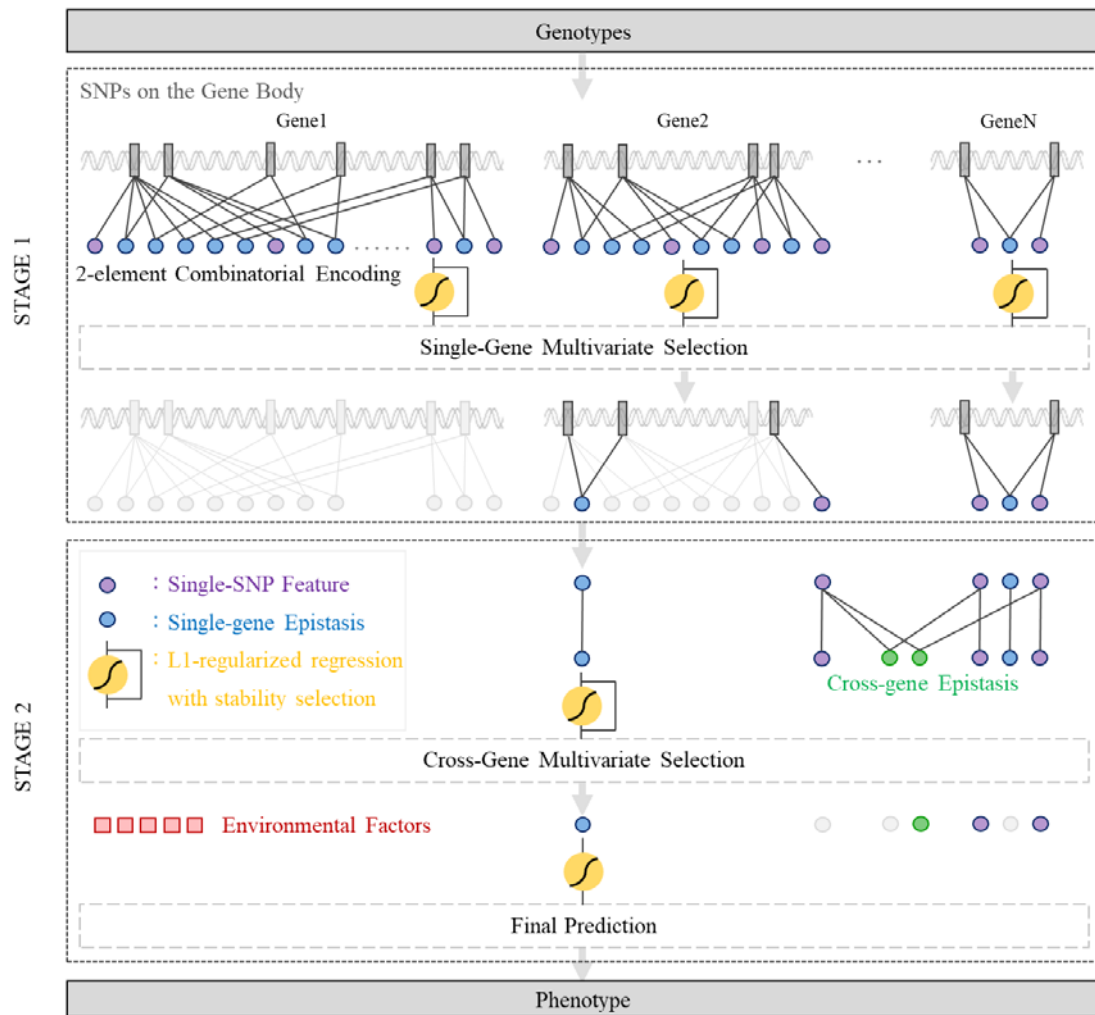 Genotypes
STAGE 1
SNPs on the Gene Body
Gene1
Gene2
GeneN
...
......
2-element Combinatorial Encoding
Single-Gene Multivariate Selection
STAGE 2
: Single-SNP Feature
: Single-gene Epistasis
: L1-regularized regression
with stability selection
Cross-gene Epistasis
Cross-Gene Multivariate Selection
Environmental Factors
Final Prediction
Phenotype